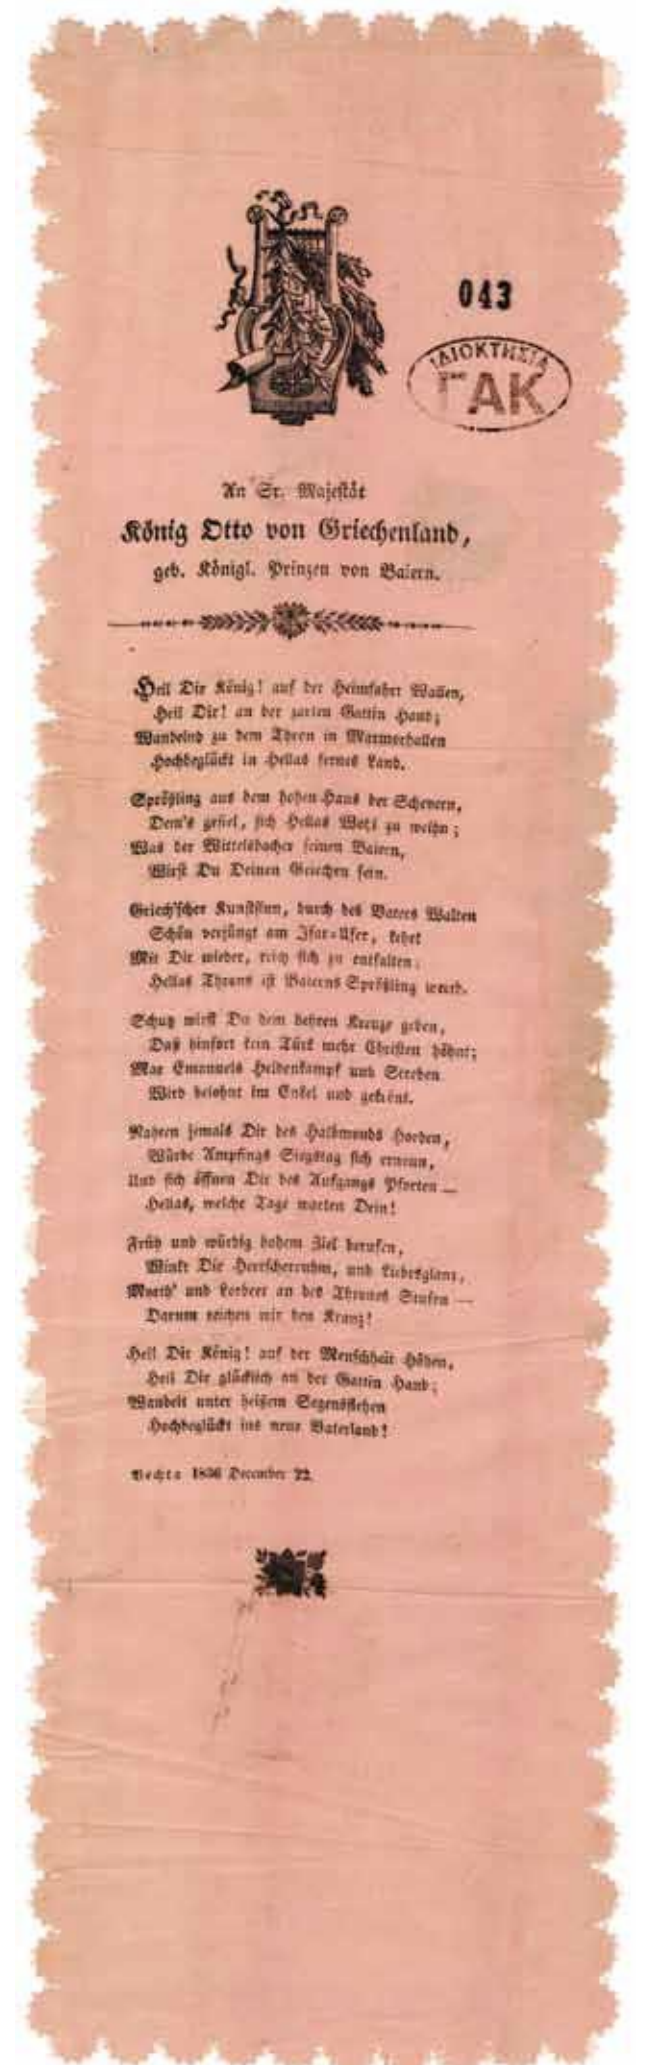 043
ΙΔΙΟΚΤΗΣΙΑ
ΓΑΚ
An Sr. Majestät
König Otto von Griechenland,
geb. Königl. Prinzen von Baiern.
Heil Dir König! auf der Heimfahrt Wallen,
Heil Dir! an der zarten Gattin Hand;
Wandelnd zu dem Thron in Marmorhallen
Hochbeglückt in Hellas fernes Land.
Sprößling aus dem hohen Haus der Scheyern,
Dem's gefiel, sich Hellas Wohl zu weihn;
Was der Wittelsbacher seinen Baiern,
Wirst Du Deinen Griechen sein.
Griech'scher Kunstsinn, durch des Vaters Walten
Schön verjüngt am Isar-Ufer, kehrt
Mit Dir wieder, reich sich zu entfalten;
Hellas Throns ist Baierns Sprößling werth.
Schutz wirst Du dem hehren Kreuze geben,
Daß hinfort kein Türk mehr Christen höhnt;
Max Emanuels Heldenkampf und Streben
Wird belohnt im Enkel und gekrönt.
Nahten jemals Dir des Halbmonds Horden,
Würde Ampfings Siegstag sich erneun,
Und sich öffnen Dir des Aufgangs Pforten —
Hellas, welche Tage warten Dein!
Früh und würdig hohem Ziel berufen,
Winkt Dir Herrscherruhm, und Liebesglanz,
Myrth' und Lorbeer an des Thrones Stufen —
Darum reichen wir den Kranz!
Heil Dir König! auf der Menschheit Höhen,
Heil Dir glücklich an der Gattin Hand;
Wandelt unter heißem Segensflehen
Hochbeglückt ins neue Vaterland!
Vechta 1836 December 22.